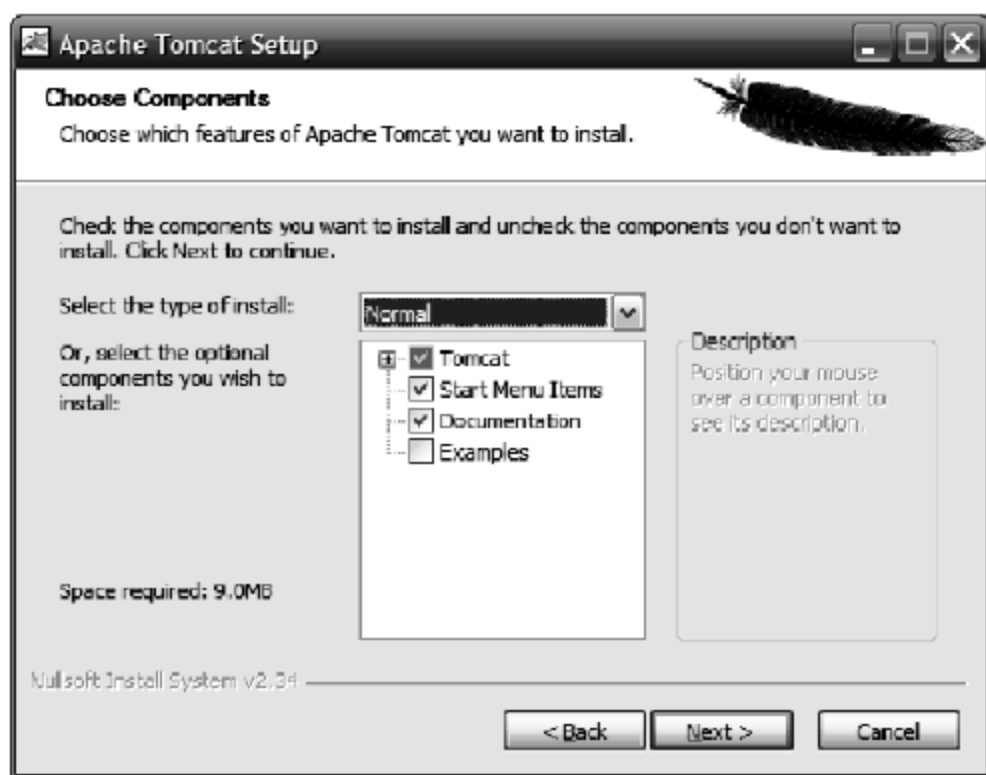 Apache Tomcat Setup
Choose Components
Choose which features of Apache Tomcat you want to install.
Check the components you want to install and uncheck the components you don't want to
install. Click Next to continue.
Select the type of install:
Normal
Or, select the optional
components you wish to
install:
Tomcat
Start Menu Items
Documentation
Examples
Description
Position your mouse
over a component to
see its description.
Space required: 9.0MB
Nullsoft Install System v2.34
< Back
Next >
Cancel